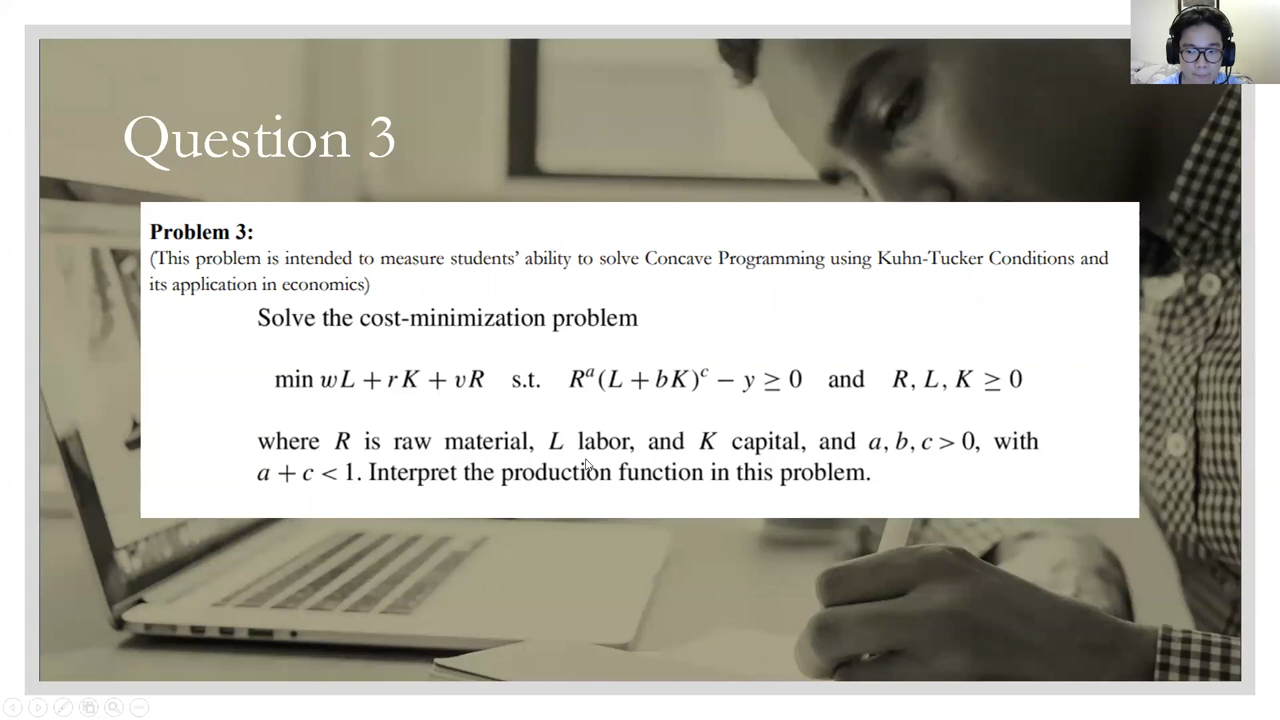 Question 3
Problem 3:
(This problem is intended to measure students' ability to solve Concave Programming using Kuhn-Tucker Conditions and
its application in economics)
Solve the cost-minimization problem
min wL + rK + vR s.t. Rᵃ(L + bK)ᶜ − y ≥ 0 and R, L, K ≥ 0
where R is raw material, L labor, and K capital, and a, b, c > 0, with
a + c < 1. Interpret the production function in this problem.